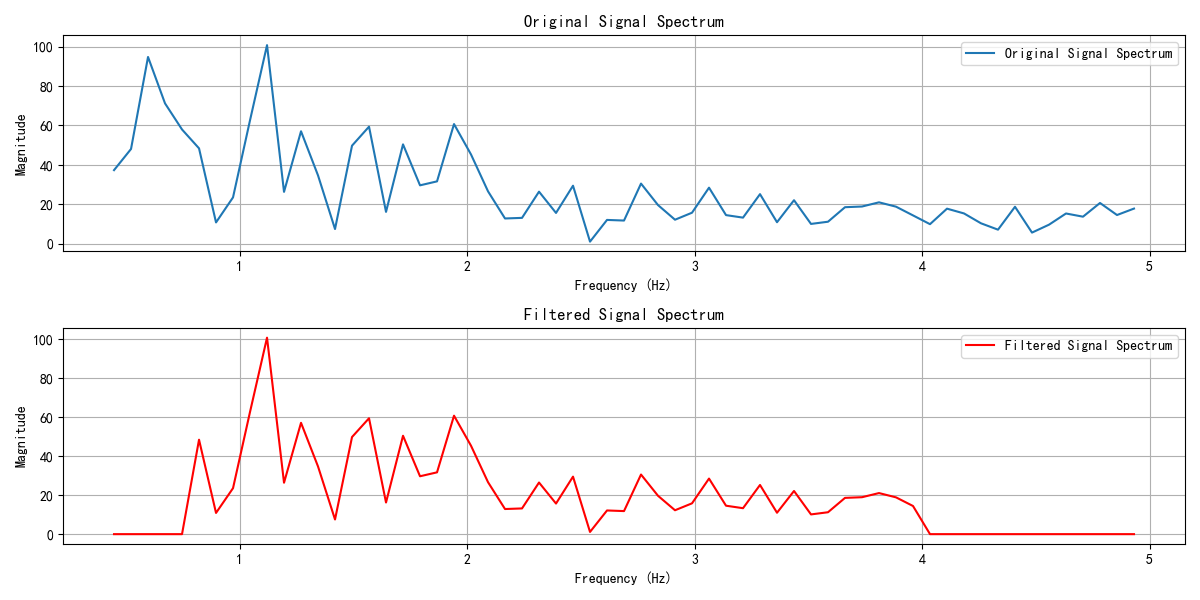 Original Signal Spectrum
100
80
60
40
20
0
Magnitude
Original Signal Spectrum
1 2 3 4 5
Frequency (Hz)
Filtered Signal Spectrum
100
80
60
40
20
0
Magnitude
Filtered Signal Spectrum
1 2 3 4 5
Frequency (Hz)